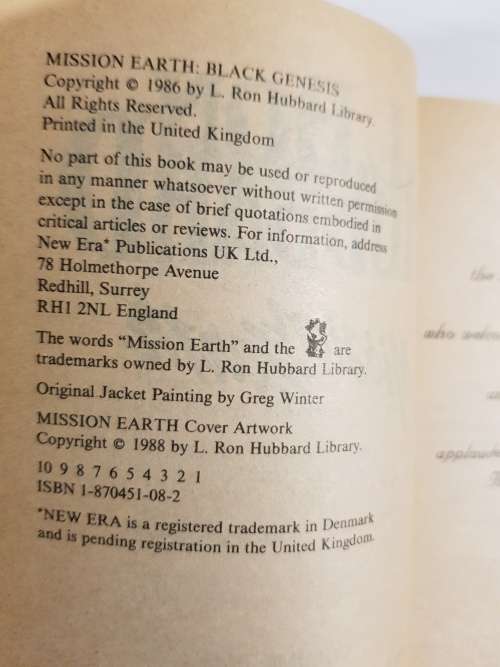 MISSION EARTH: BLACK GENESIS
Copyright © 1986 by L. Ron Hubbard Library.
All Rights Reserved.
Printed in the United Kingdom
No part of this book may be used or reproduced
in any manner whatsoever without written permission
except in the case of brief quotations embodied in
critical articles or reviews. For information, address
New Era* Publications UK Ltd.,
78 Holmethorpe Avenue
Redhill, Surrey
RH1 2NL England
The words “Mission Earth” and the are
trademarks owned by L. Ron Hubbard Library.
Original Jacket Painting by Greg Winter
MISSION EARTH Cover Artwork
Copyright © 1988 by L. Ron Hubbard Library.
10 9 8 7 6 5 4 3 2 1
ISBN 1-870451-08-2
*NEW ERA is a registered trademark in Denmark
and is pending registration in the United Kingdom.
the
who